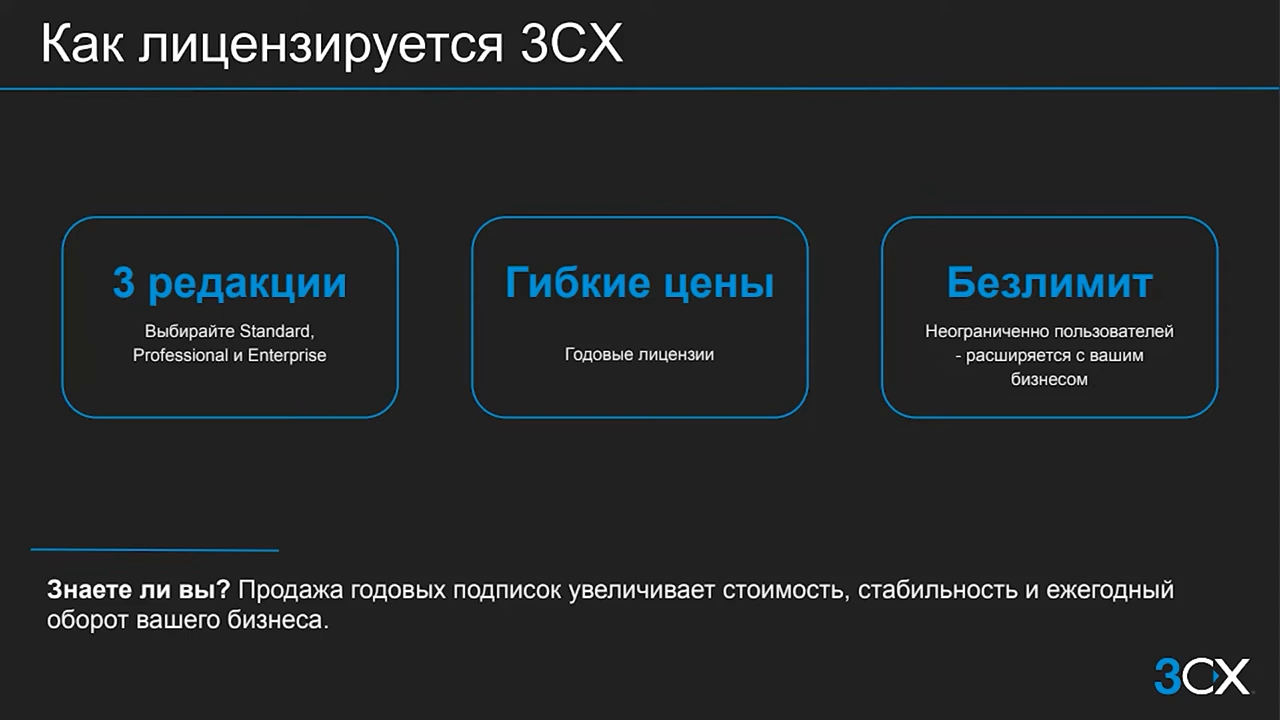 Как лицензируется 3CX
3 редакции
Выбирайте Standard,
Professional и Enterprise
Гибкие цены
Годовые лицензии
Безлимит
Неограниченно пользователей
- расширяется с вашим
бизнесом
Знаете ли вы? Продажа годовых подписок увеличивает стоимость, стабильность и ежегодный
оборот вашего бизнеса.
3CX